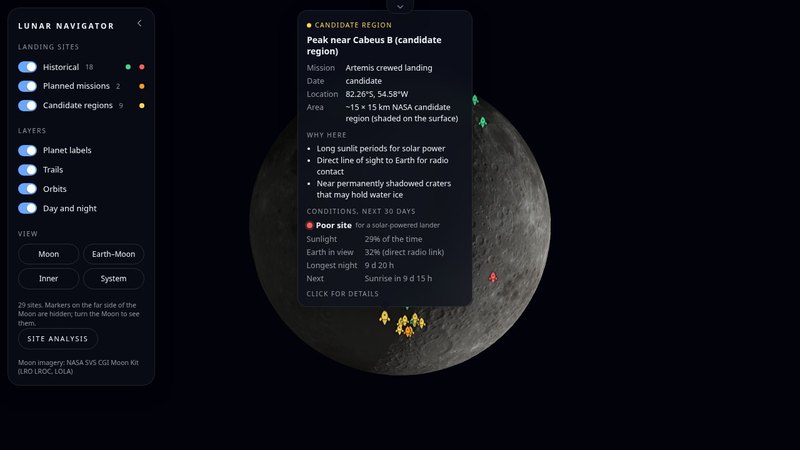 LUNAR NAVIGATOR
LANDING SITES
Historical 18
Planned missions 2
Candidate regions 9
LAYERS
Planet labels
Trails
Orbits
Day and night
VIEW
Moon
Earth–Moon
Inner
System
29 sites. Markers on the far side of the
Moon are hidden; turn the Moon to see
them.
SITE ANALYSIS
Moon imagery: NASA SVS CGI Moon Kit
(LRO LROC, LOLA)
CANDIDATE REGION
Peak near Cabeus B (candidate
region)
Mission Artemis crewed landing
Date candidate
Location 82.26°S, 54.58°W
Area ~15 × 15 km NASA candidate
region (shaded on the surface)
WHY HERE
• Long sunlit periods for solar power
• Direct line of sight to Earth for radio
contact
• Near permanently shadowed craters
that may hold water ice
CONDITIONS, NEXT 30 DAYS
Poor site for a solar-powered lander
Sunlight 29% of the time
Earth in view 32% (direct radio link)
Longest night 9 d 20 h
Next Sunrise in 9 d 15 h
CLICK FOR DETAILS